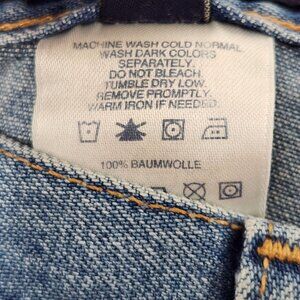 MACHINE WASH COLD NORMAL
WASH DARK COLORS
SEPARATELY.
DO NOT BLEACH.
TUMBLE DRY LOW.
REMOVE PROMPTLY.
WARM IRON IF NEEDED.
100% BAUMWOLLE